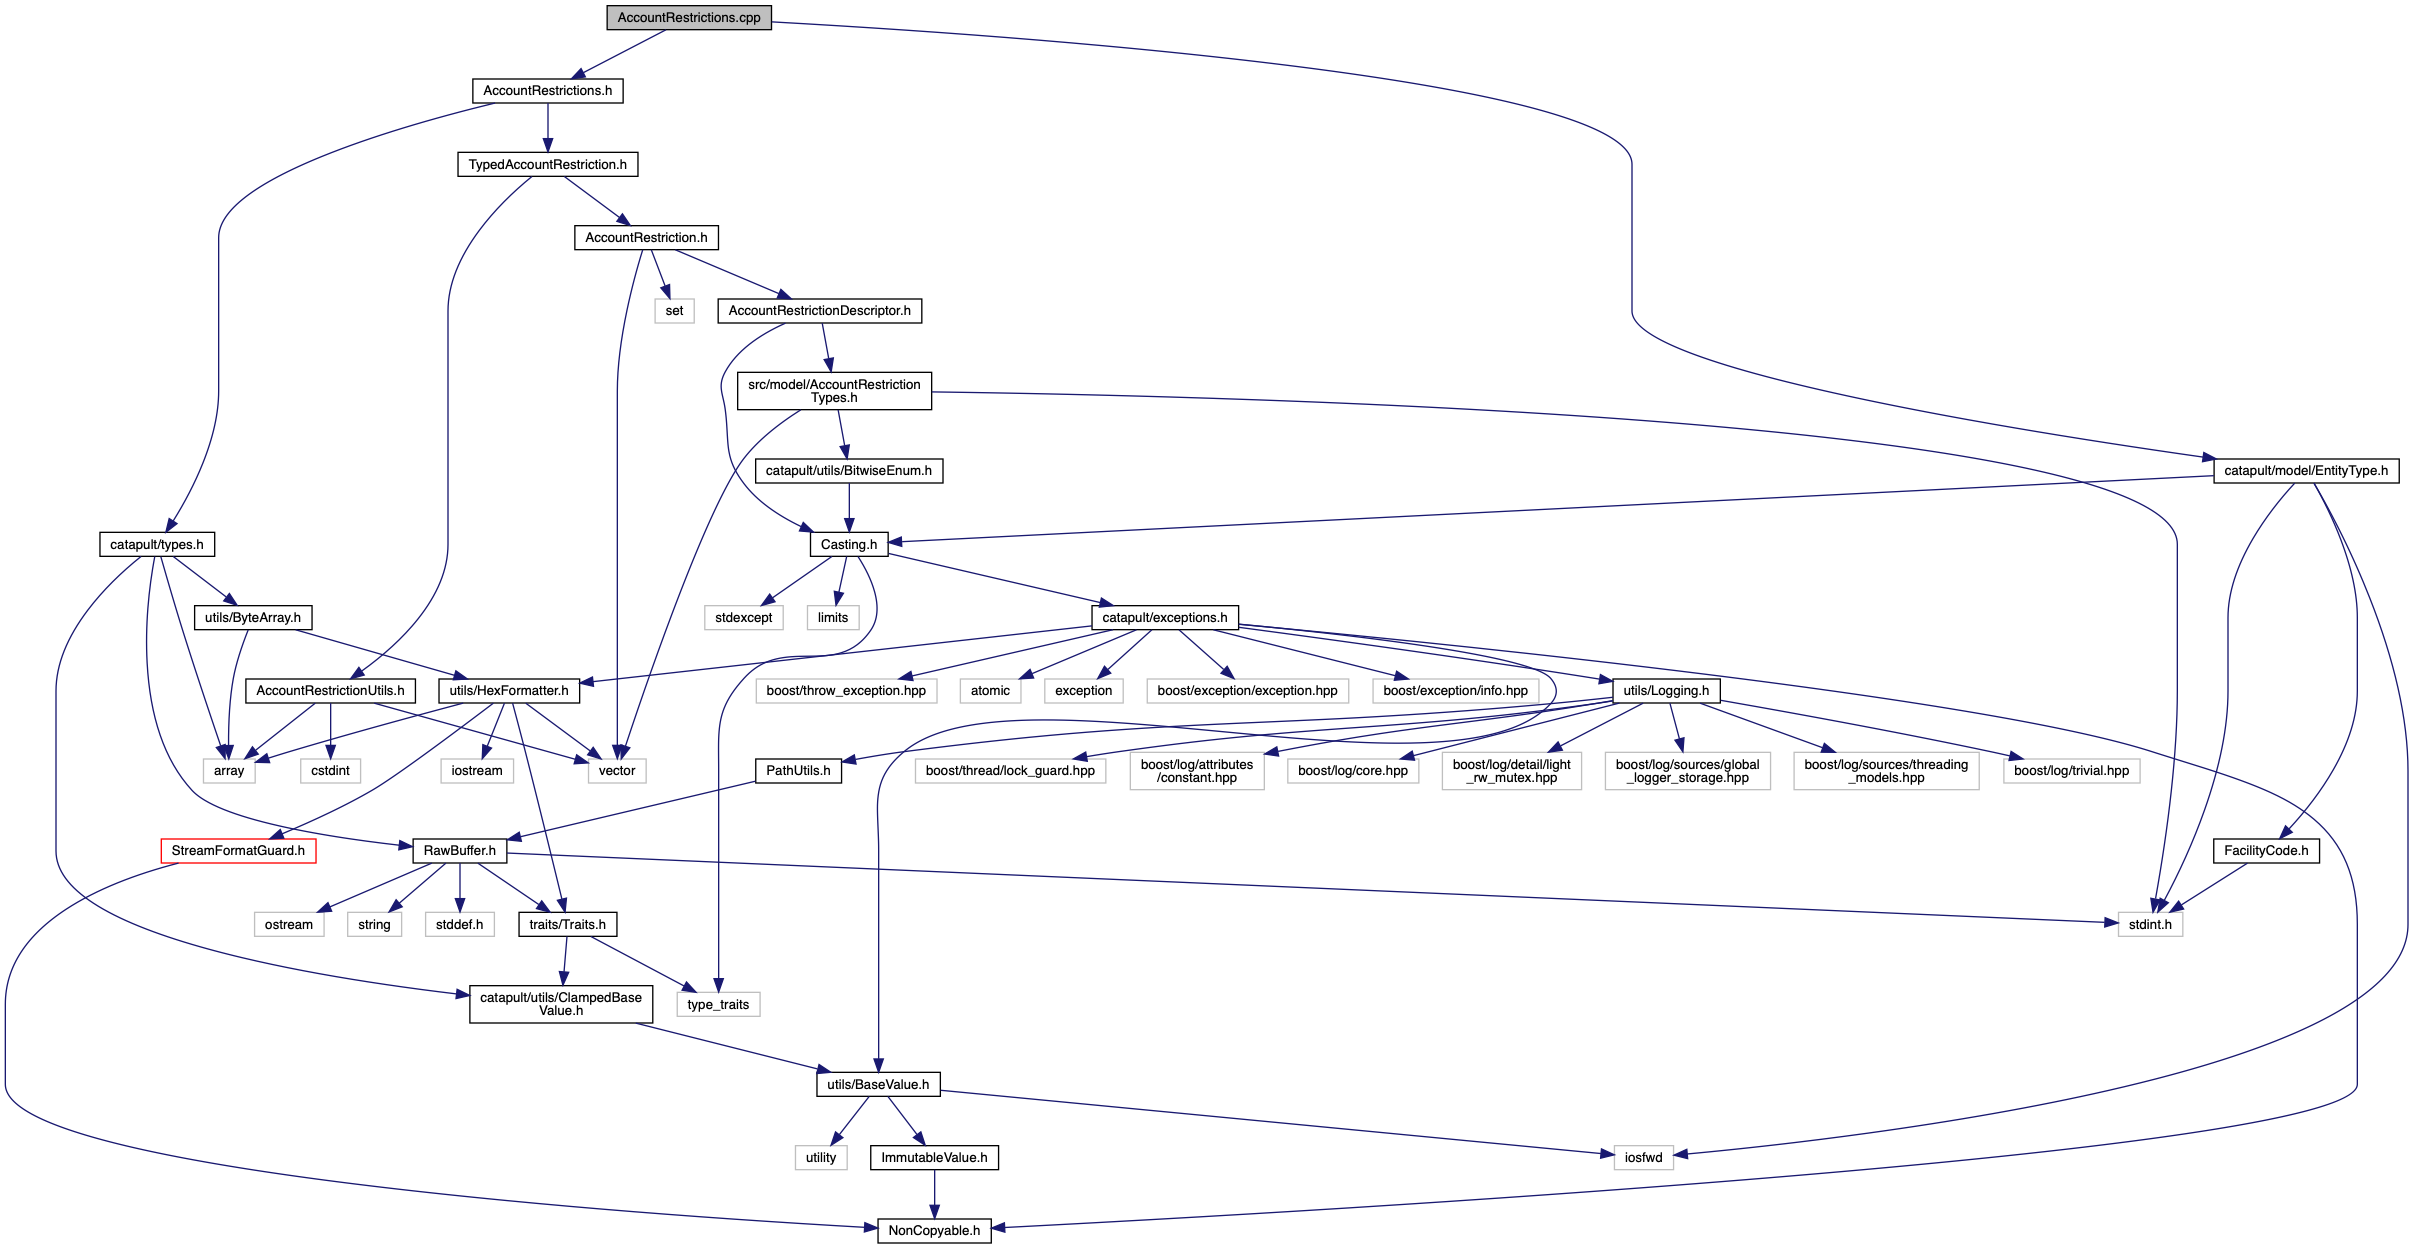 AccountRestrictions.cpp
AccountRestrictions.h
TypedAccountRestriction.h
AccountRestriction.h
set
AccountRestrictionDescriptor.h
src/model/AccountRestriction
Types.h
catapult/utils/BitwiseEnum.h
catapult/model/EntityType.h
catapult/types.h
Casting.h
utils/ByteArray.h
stdexcept
limits
catapult/exceptions.h
AccountRestrictionUtils.h
utils/HexFormatter.h
boost/throw_exception.hpp
atomic
exception
boost/exception/exception.hpp
boost/exception/info.hpp
utils/Logging.h
array
cstdint
iostream
vector
PathUtils.h
boost/thread/lock_guard.hpp
boost/log/attributes
/constant.hpp
boost/log/core.hpp
boost/log/detail/light
_rw_mutex.hpp
boost/log/sources/global
_logger_storage.hpp
boost/log/sources/threading
_models.hpp
boost/log/trivial.hpp
StreamFormatGuard.h
RawBuffer.h
FacilityCode.h
ostream
string
stddef.h
traits/Traits.h
stdint.h
catapult/utils/ClampedBase
Value.h
type_traits
utils/BaseValue.h
utility
ImmutableValue.h
iosfwd
NonCopyable.h